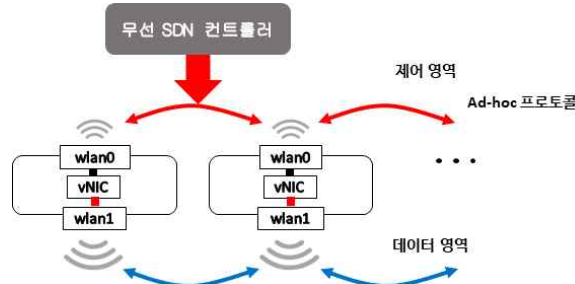 무선 SDN 컨트롤러
제어 영역
Ad-hoc 프로토콜
wlan0
vNIC
wlan1
wlan0
vNIC
wlan1
• • •
데이터 영역